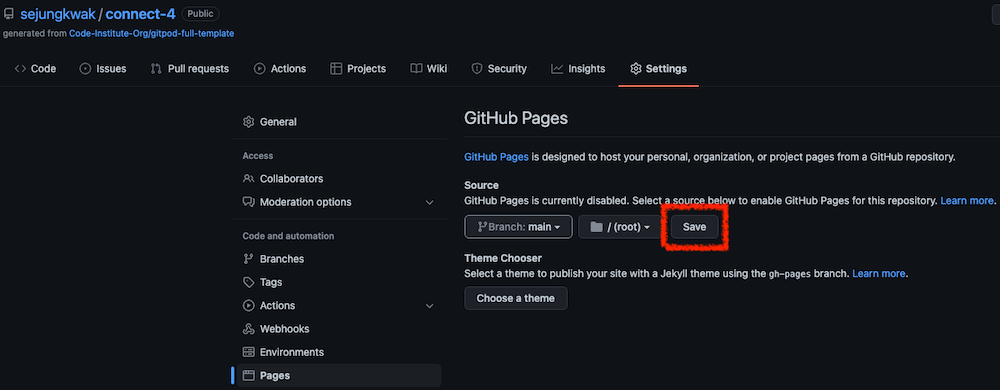 sejungkwak / connect-4 Public
generated from Code-Institute-Org/gitpod-full-template
Code Issues Pull requests Actions Projects Wiki Security Insights Settings
General
Access
Collaborators
Moderation options
Code and automation
Branches
Tags
Actions
Webhooks
Environments
Pages
GitHub Pages
GitHub Pages is designed to host your personal, organization, or project pages from a GitHub repository.
Source
GitHub Pages is currently disabled. Select a source below to enable GitHub Pages for this repository. Learn more.
Branch: main / (root) Save
Theme Chooser
Select a theme to publish your site with a Jekyll theme using the gh-pages branch. Learn more.
Choose a theme